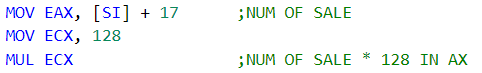 MOV EAX, [SI] + 17 ;NUM OF SALE
MOV ECX, 128
MUL ECX ;NUM OF SALE * 128 IN AX